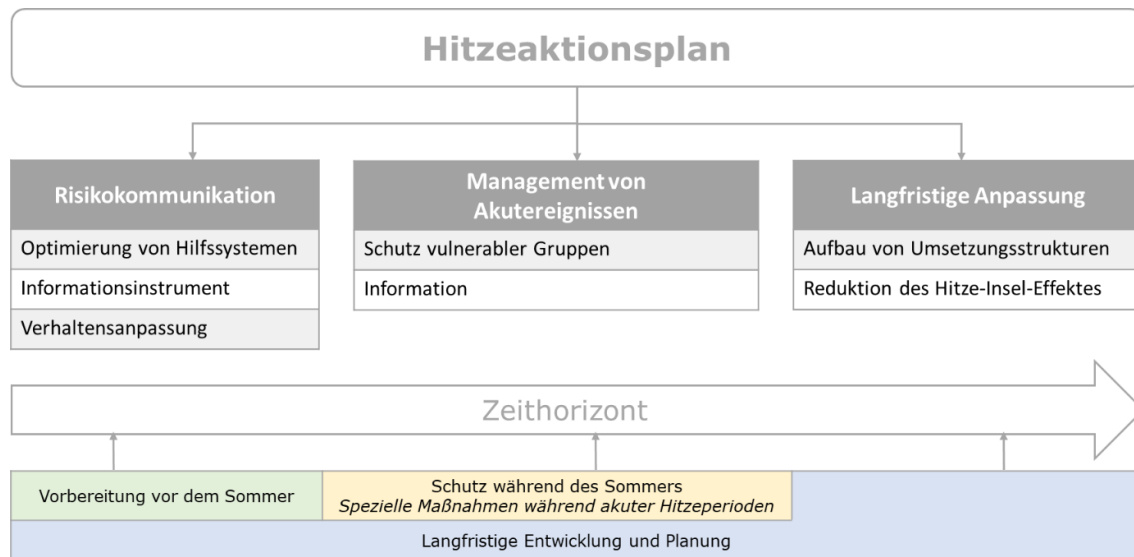 Hitzeaktionsplan
Risikokommunikation
Optimierung von Hilfssystemen
Informationsinstrument
Verhaltensanpassung
Management von
Akutereignissen
Schutz vulnerabler Gruppen
Information
Langfristige Anpassung
Aufbau von Umsetzungsstrukturen
Reduktion des Hitze-Insel-Effektes
Zeithorizont
Vorbereitung vor dem Sommer
Schutz während des Sommers
Spezielle Maßnahmen während akuter Hitzeperioden
Langfristige Entwicklung und Planung